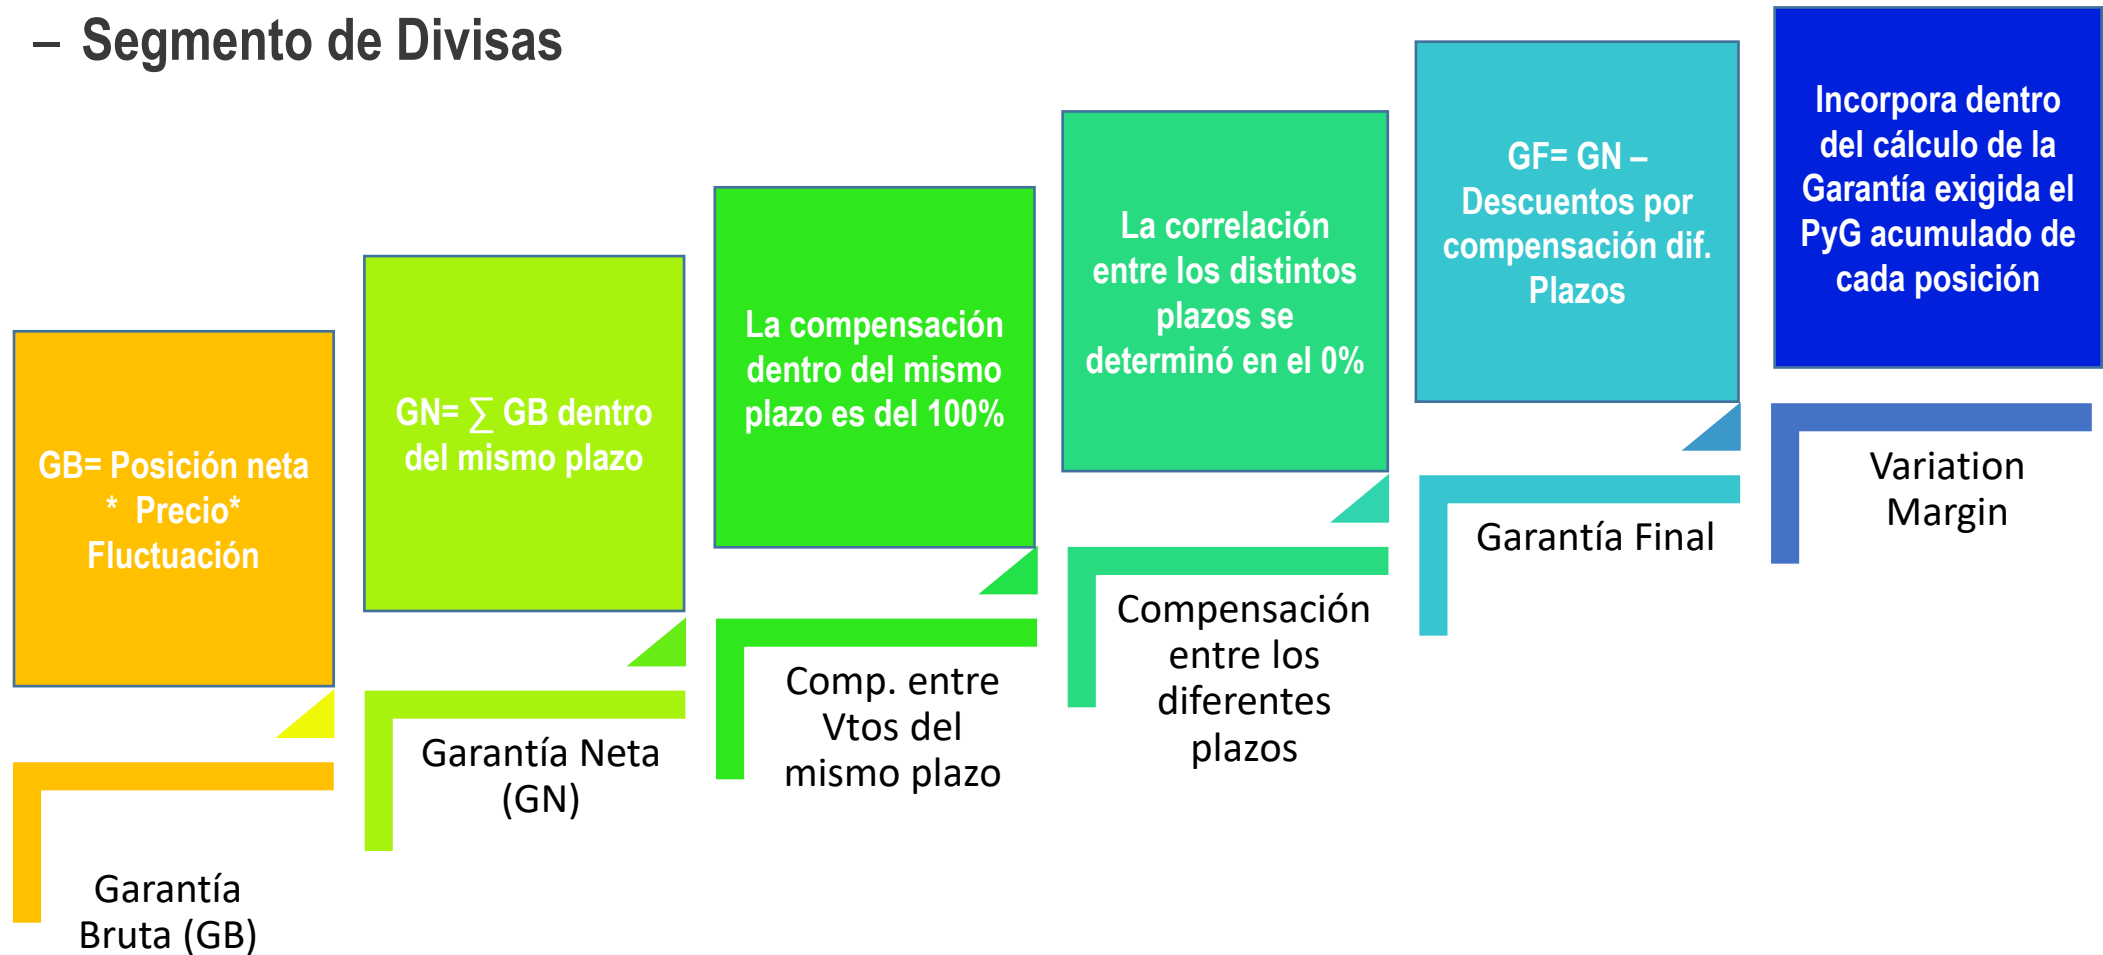 – Segmento de Divisas
GB= Posición neta
* Precio*
Fluctuación
Garantía
Bruta (GB)
GN= ∑ GB dentro
del mismo plazo
Garantía Neta
(GN)
La compensación
dentro del mismo
plazo es del 100%
Comp. entre
Vtos del
mismo plazo
La correlación
entre los distintos
plazos se
determinó en el 0%
Compensación
entre los
diferentes
plazos
GF= GN –
Descuentos por
compensación dif.
Plazos
Garantía Final
Incorpora dentro
del cálculo de la
Garantía exigida el
PyG acumulado de
cada posición
Variation
Margin